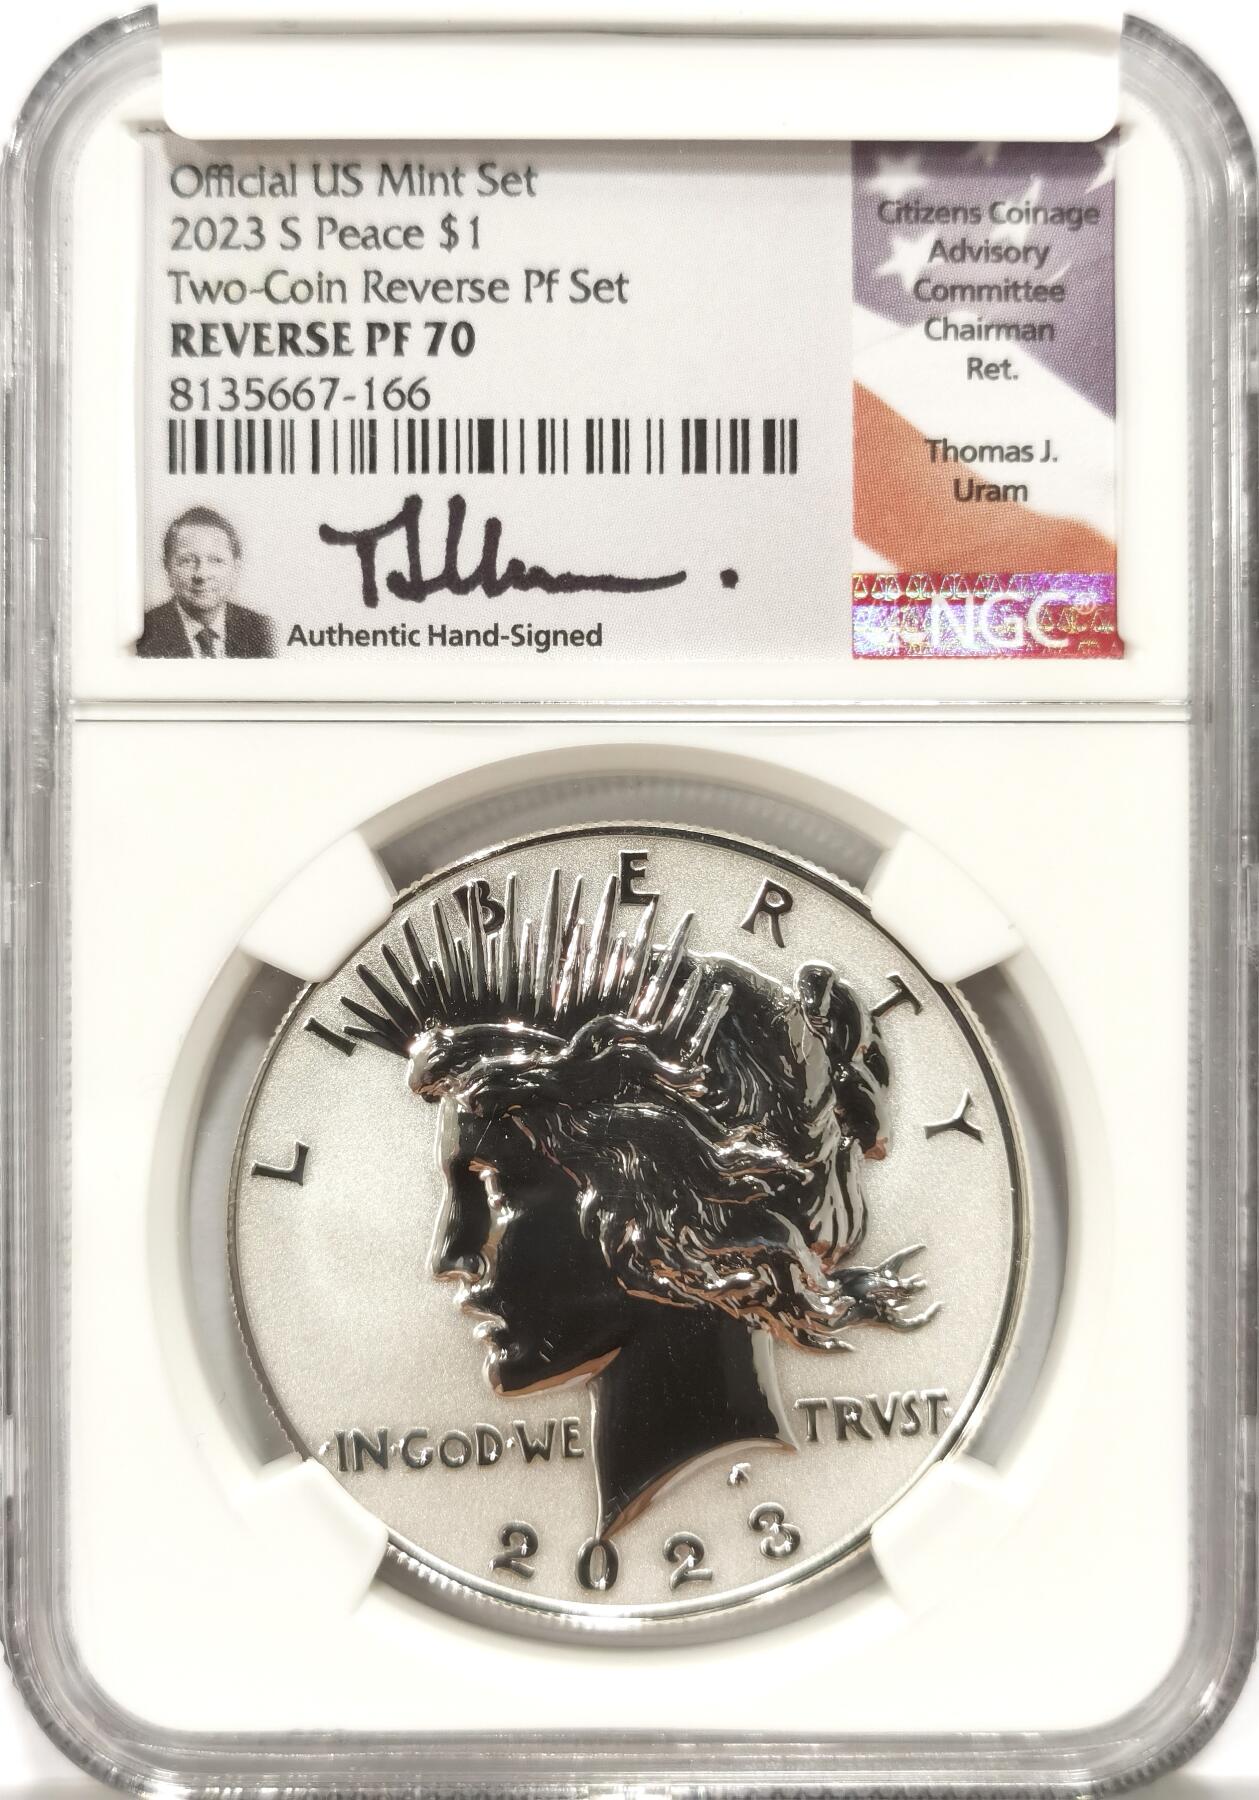 Official US Mint Set
2023 S Peace $1
Two-Coin Reverse Pf Set
REVERSE PF 70
8135667-166
Authentic Hand-Signed
Citizens Coinage
Advisory
Committee
Chairman
Ret.
Thomas J.
Uram
NGC®
LIBERTY
IN·GOD·WE TRVST·
2023